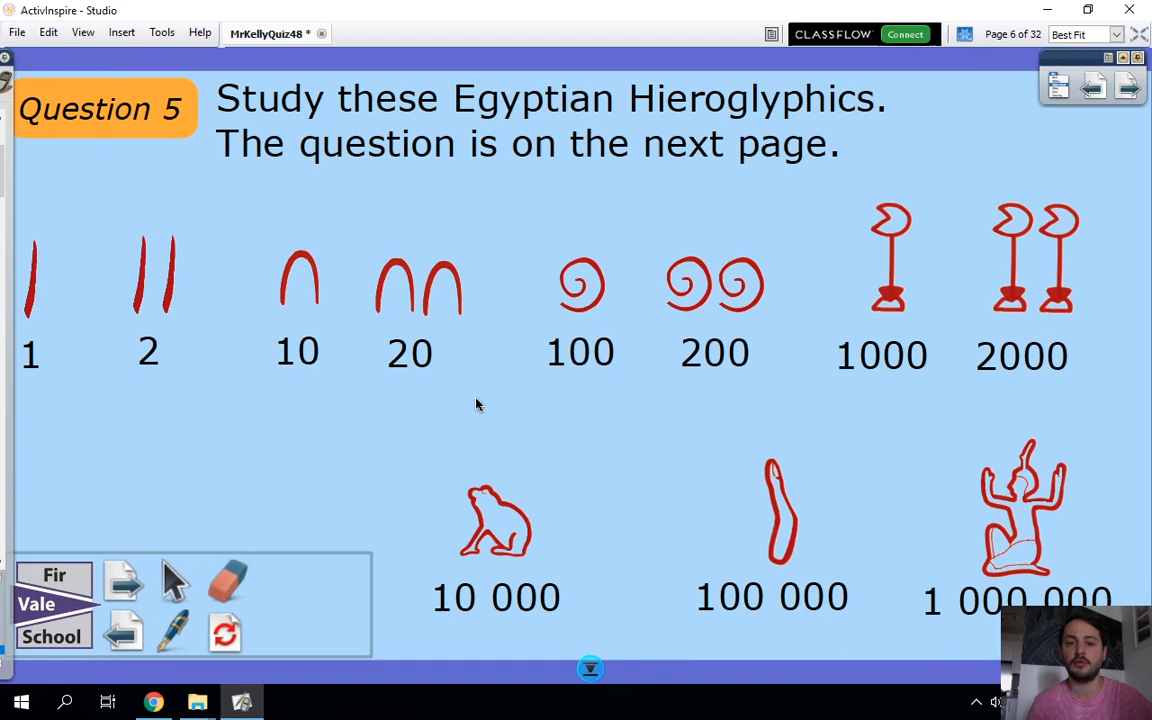 ActivInspire - Studio
File Edit View Insert Tools Help MrKellyQuiz48 *
CLASSFLOW Connect
Page 6 of 32 Best Fit
Question 5
Study these Egyptian Hieroglyphics.
The question is on the next page.
1 2 10 20 100 200 1000 2000
10 000 100 000 1 000 000
Fir
Vale
School